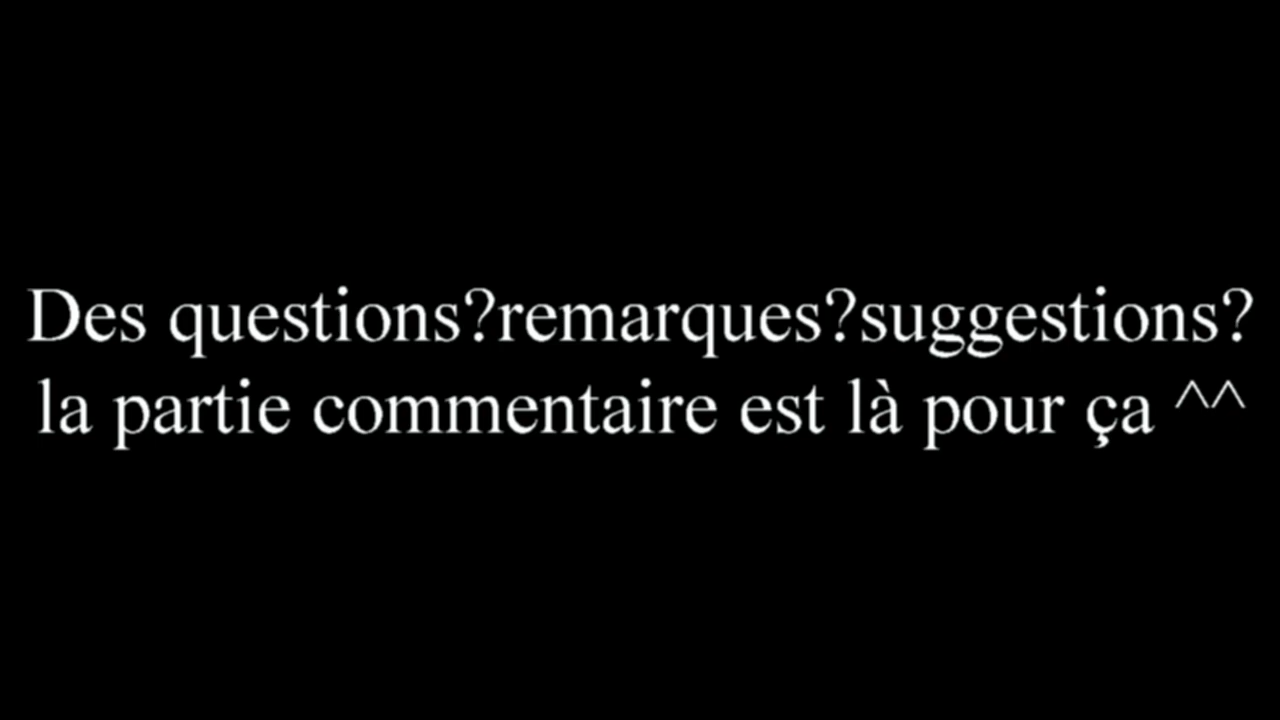 Des questions?remarques?suggestions?
la partie commentaire est là pour ça ^^